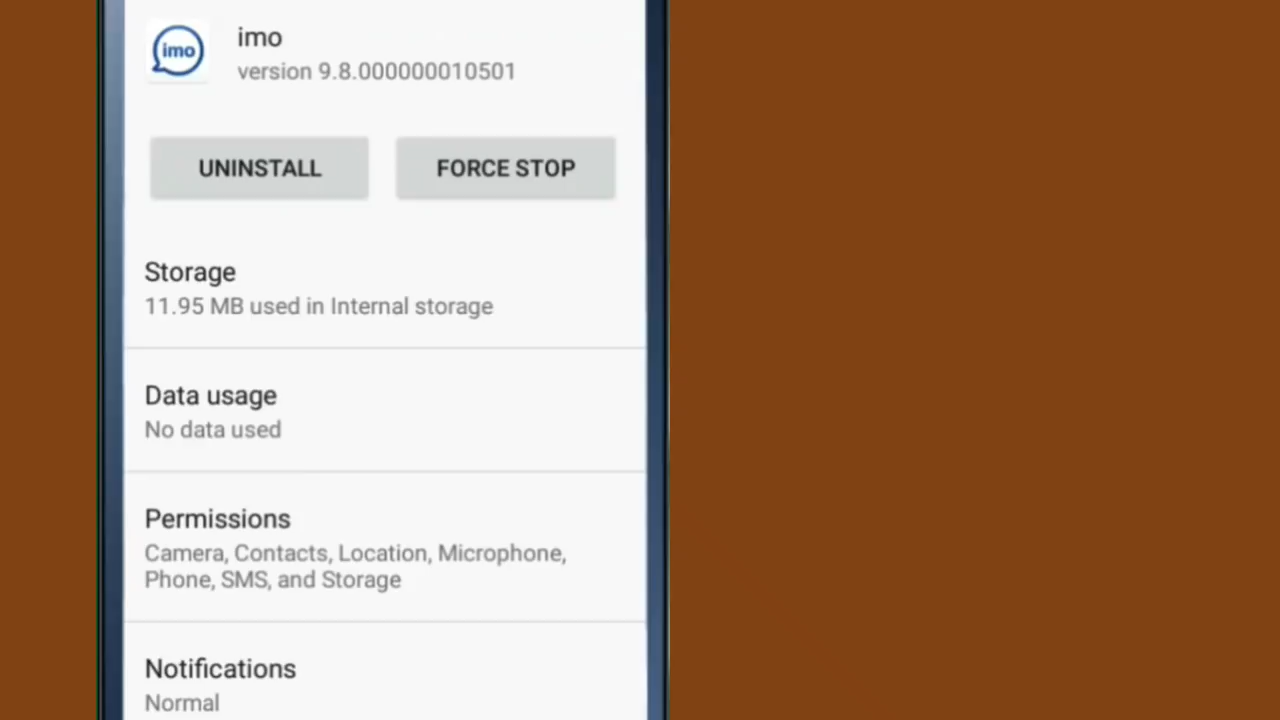 imo
imo
version 9.8.000000010501
UNINSTALL
FORCE STOP
Storage
11.95 MB used in Internal storage
Data usage
No data used
Permissions
Camera, Contacts, Location, Microphone,
Phone, SMS, and Storage
Notifications
Normal